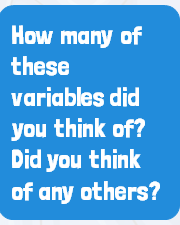 How many of
these
variables did
you think of?
Did you think
of any others?